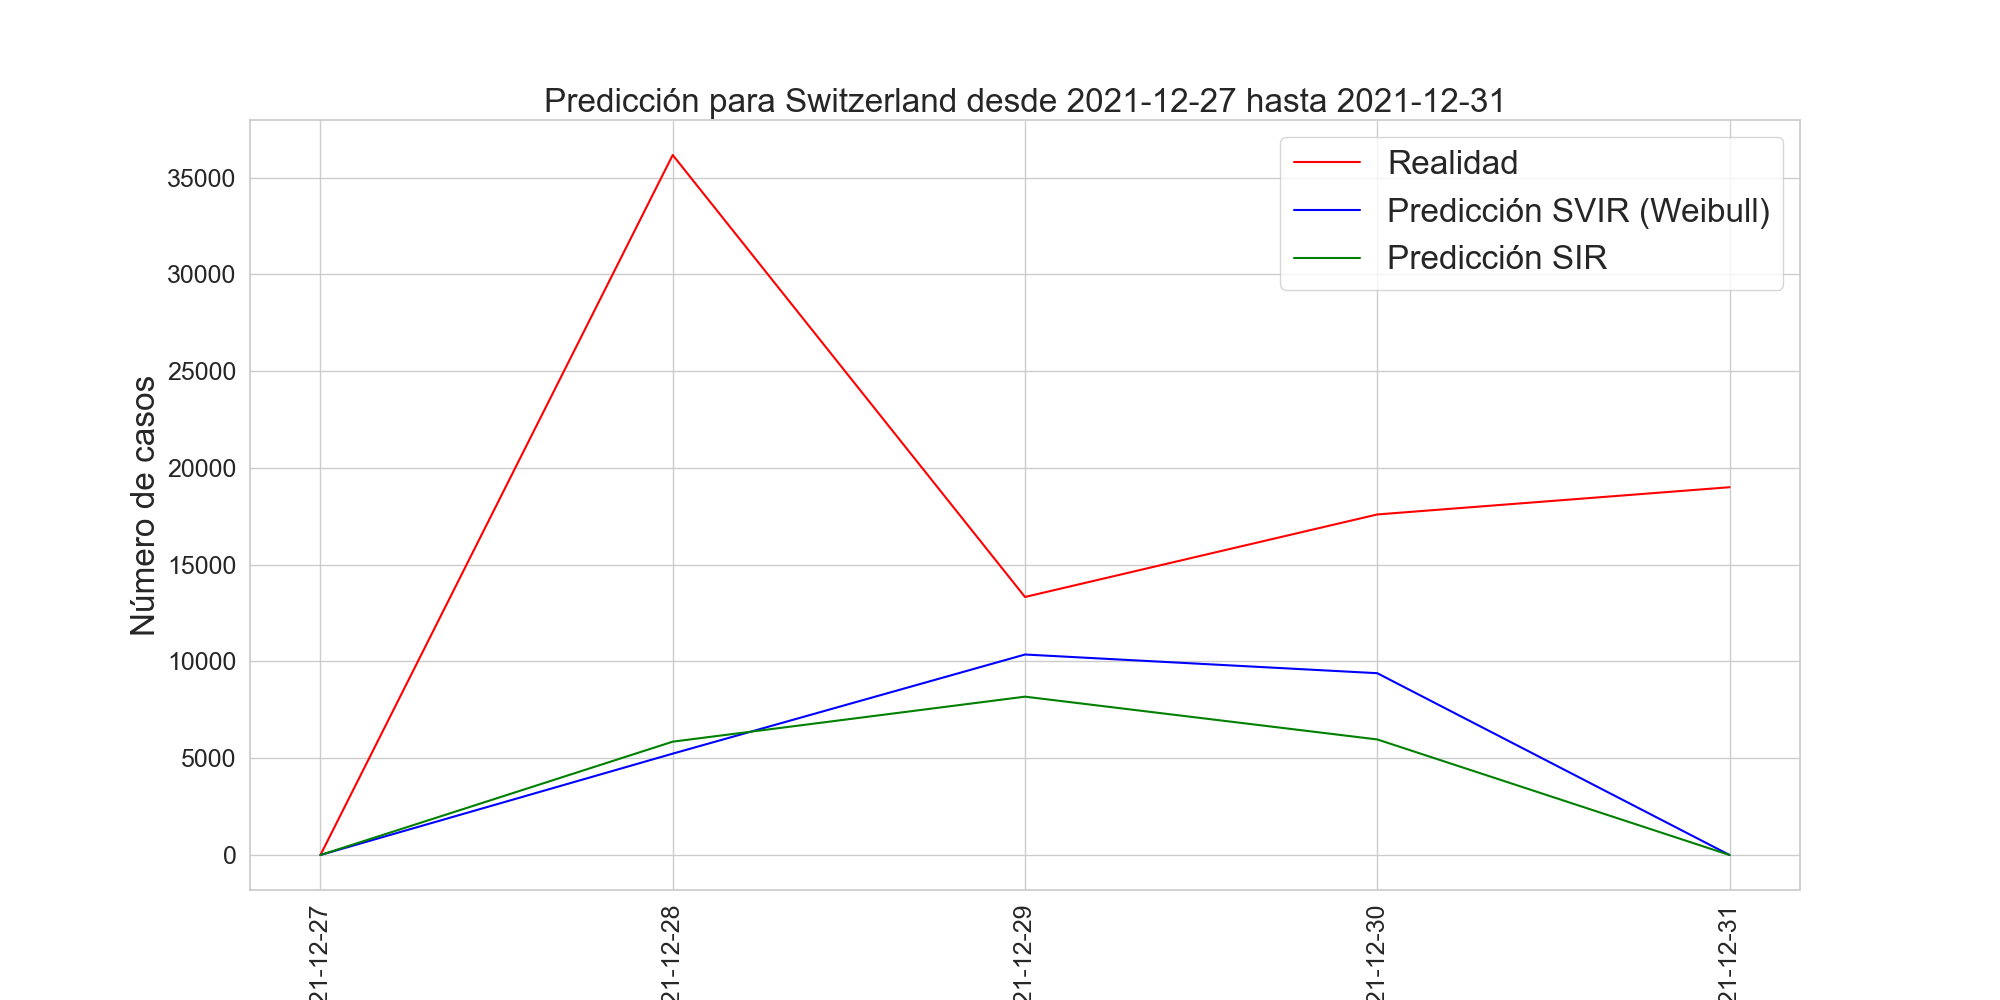 Predicción para Switzerland desde 2021-12-27 hasta 2021-12-31
Realidad
Predicción SVIR (Weibull)
Predicción SIR
Número de casos
35000
30000
25000
20000
15000
10000
5000
0
21-12-27
21-12-28
21-12-29
21-12-30
21-12-31